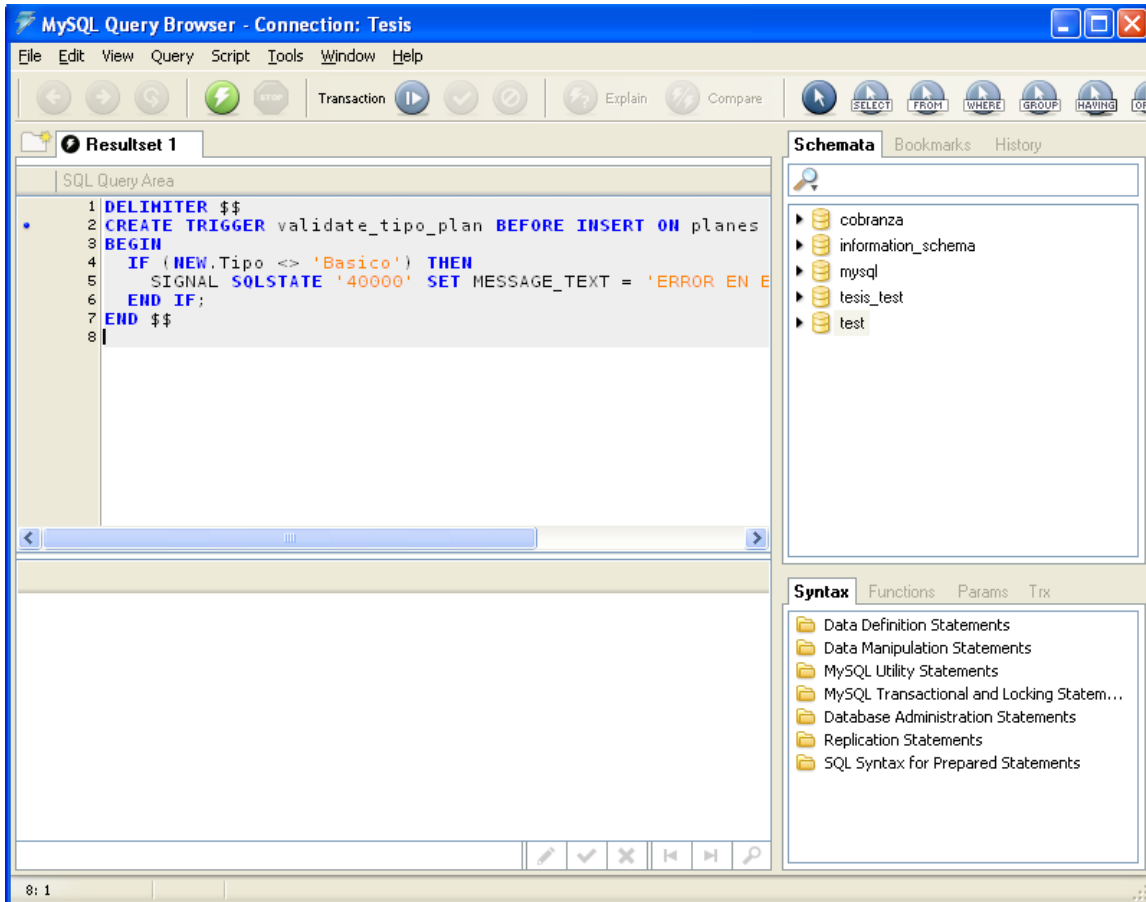 MySQL Query Browser - Connection: Tesis
File Edit View Query Script Tools Window Help
STOP Transaction Explain Compare SELECT FROM WHERE GROUP HAVING
Resultset 1
SQL Query Area
1 DELIMITER $$
2 CREATE TRIGGER validate_tipo_plan BEFORE INSERT ON planes
3 BEGIN
4 IF (NEW.Tipo <> 'Basico') THEN
5 SIGNAL SQLSTATE '40000' SET MESSAGE_TEXT = 'ERROR EN E
6 END IF;
7 END $$
8
Schemata Bookmarks History
cobranza
information_schema
mysql
tesis_test
test
Syntax Functions Params Trx
Data Definition Statements
Data Manipulation Statements
MySQL Utility Statements
MySQL Transactional and Locking Statem...
Database Administration Statements
Replication Statements
SQL Syntax for Prepared Statements
8: 1